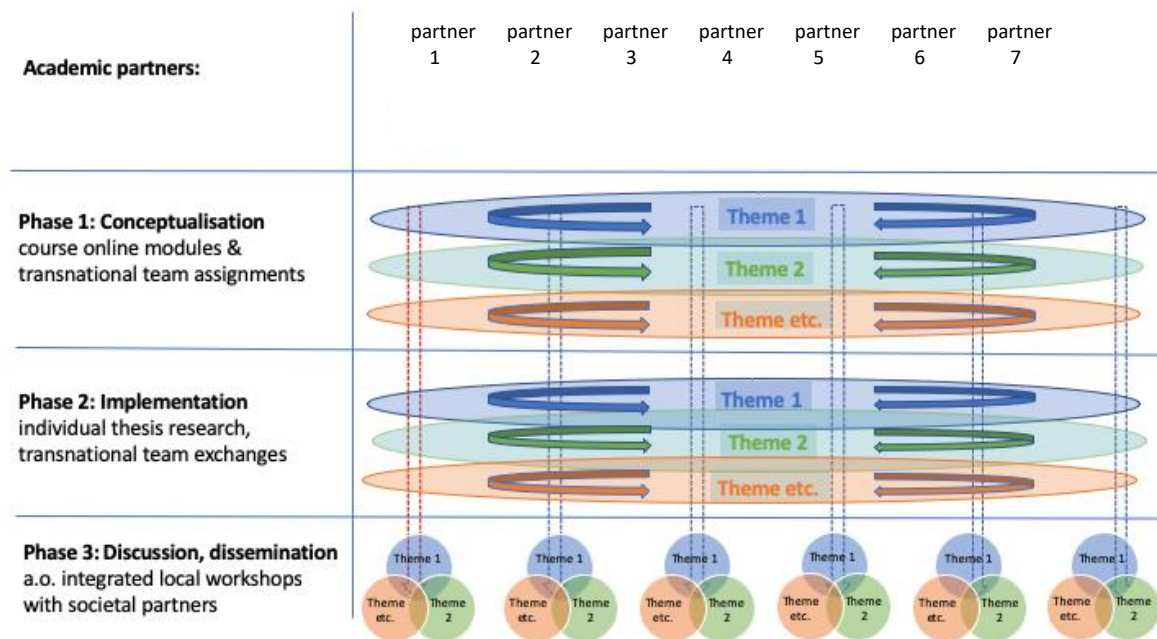 partner partner partner partner partner partner partner
1 2 3 4 5 6 7
Academic partners:
Phase 1: Conceptualisation
course online modules &
transnational team assignments
Theme 1
Theme 2
Theme etc.
Phase 2: Implementation
individual thesis research,
transnational team exchanges
Theme 1
Theme 2
Theme etc.
Phase 3: Discussion, dissemination
a.o. integrated local workshops
with societal partners
Theme 1
Theme
etc.
Theme
2
Theme 1
Theme
etc.
Theme
2
Theme 1
Theme
etc.
Theme
2
Theme 1
Theme
etc.
Theme
2
Theme 1
Theme
etc.
Theme
2
Theme 1
Theme
etc.
Theme
2